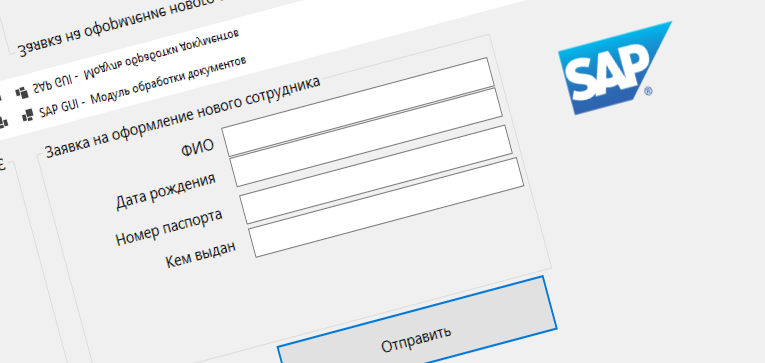 Заявка на оформление нового
SAP GUI - Модуль обработки документов
SAP GUI - Модуль обработки документов
Заявка на оформление нового сотрудника
ФИО
Дата рождения
Номер паспорта
Кем выдан
Отправить
SAP ®